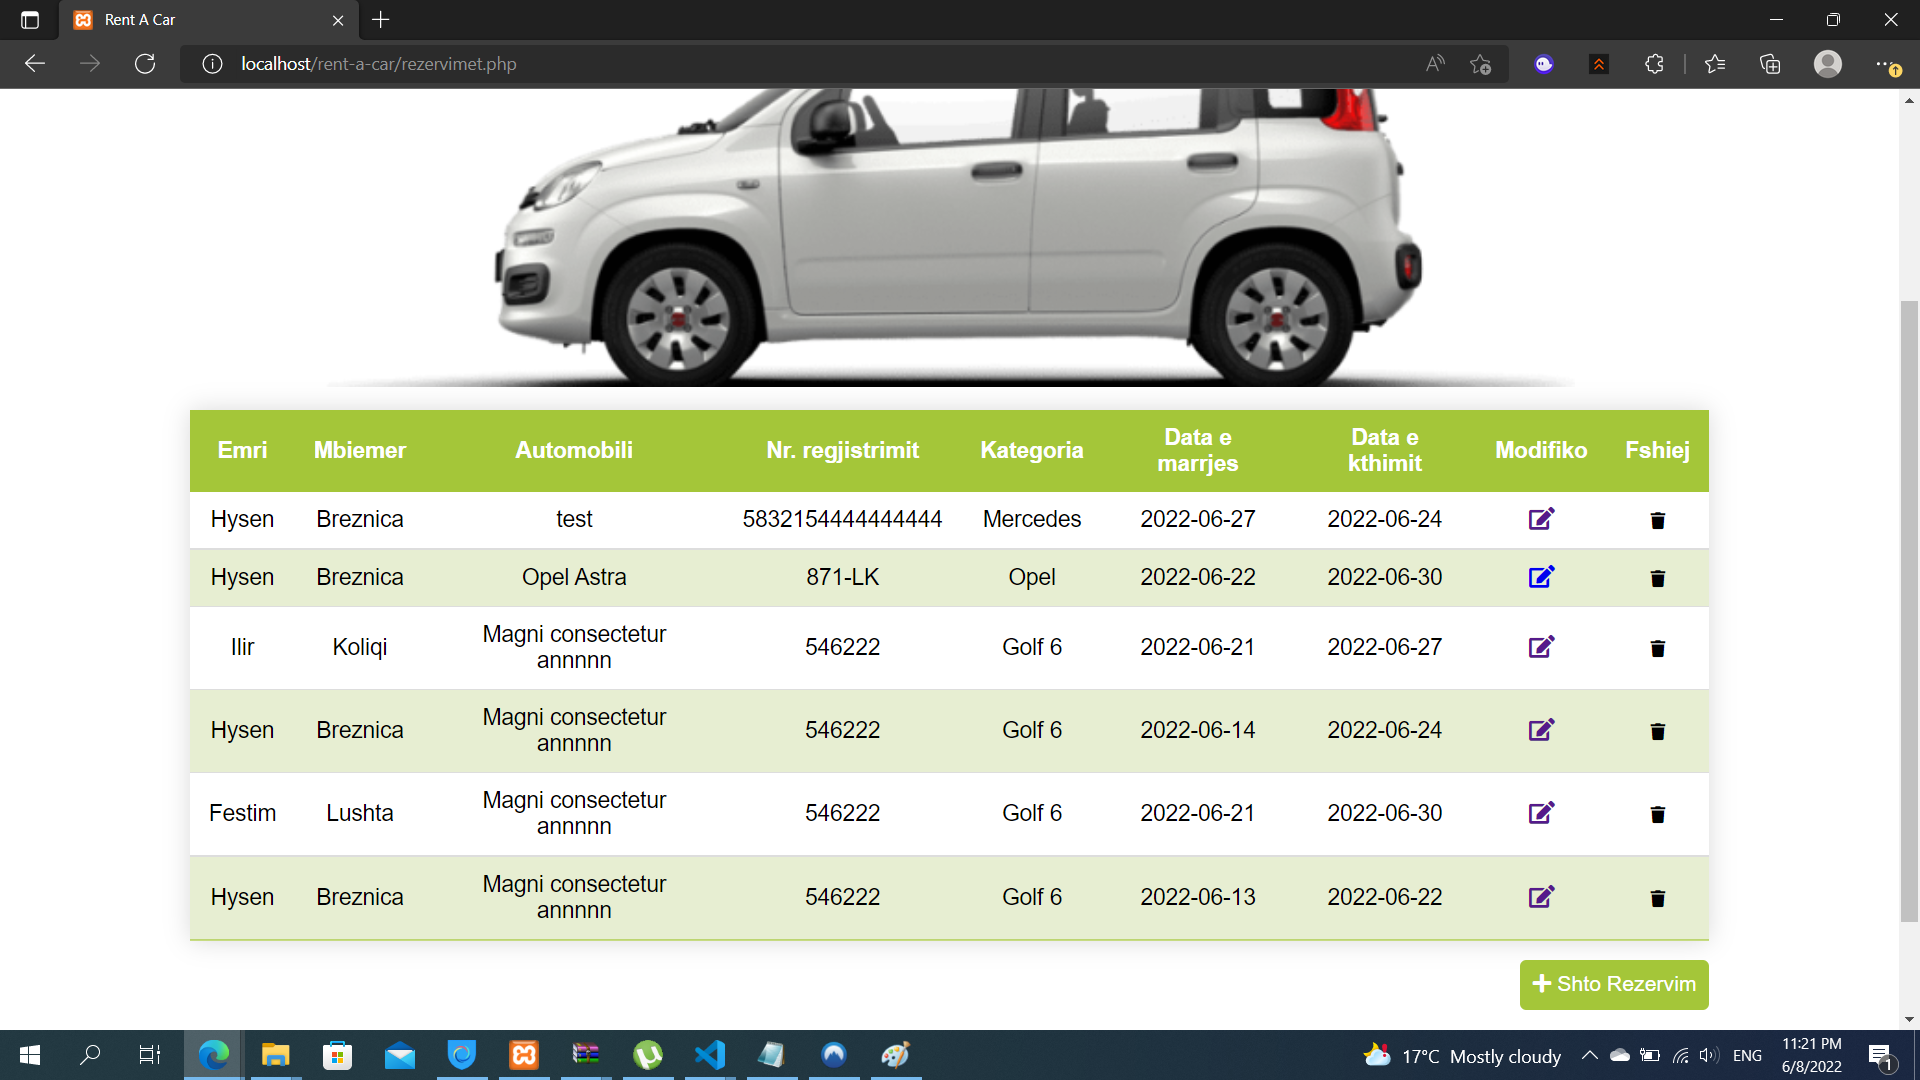 Rent A Car
localhost/rent-a-car/rezervimet.php
Emri Mbiemer Automobili Nr. regjistrimit Kategoria Data e marrjes Data e kthimit Modifiko Fshiej
Hysen Breznica test 5832154444444444 Mercedes 2022-06-27 2022-06-24
Hysen Breznica Opel Astra 871-LK Opel 2022-06-22 2022-06-30
Ilir Koliqi Magni consectetur annnnn 546222 Golf 6 2022-06-21 2022-06-27
Hysen Breznica Magni consectetur annnnn 546222 Golf 6 2022-06-14 2022-06-24
Festim Lushta Magni consectetur annnnn 546222 Golf 6 2022-06-21 2022-06-30
Hysen Breznica Magni consectetur annnnn 546222 Golf 6 2022-06-13 2022-06-22
Shto Rezervim
17°C Mostly cloudy ENG 11:21 PM
6/8/2022 1